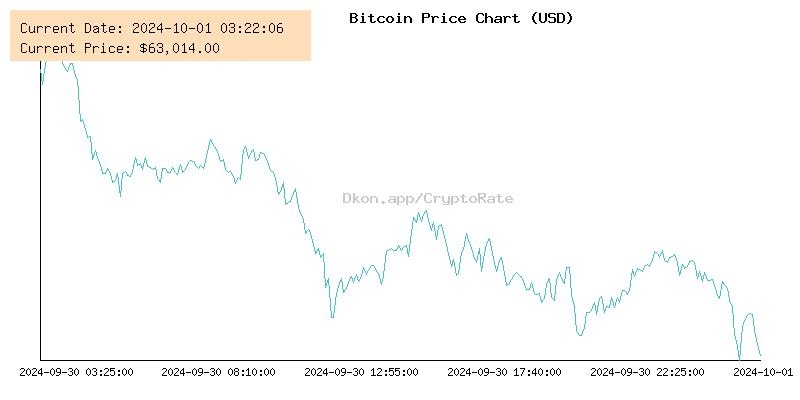 Bitcoin Price Chart (USD)
Current Date: 2024-10-01 03:22:06
Current Price: $63,014.00
Dkon.app/CryptoRate
2024-09-30 03:25:00 2024-09-30 08:10:00 2024-09-30 12:55:00 2024-09-30 17:40:00 2024-09-30 22:25:00 2024-10-01